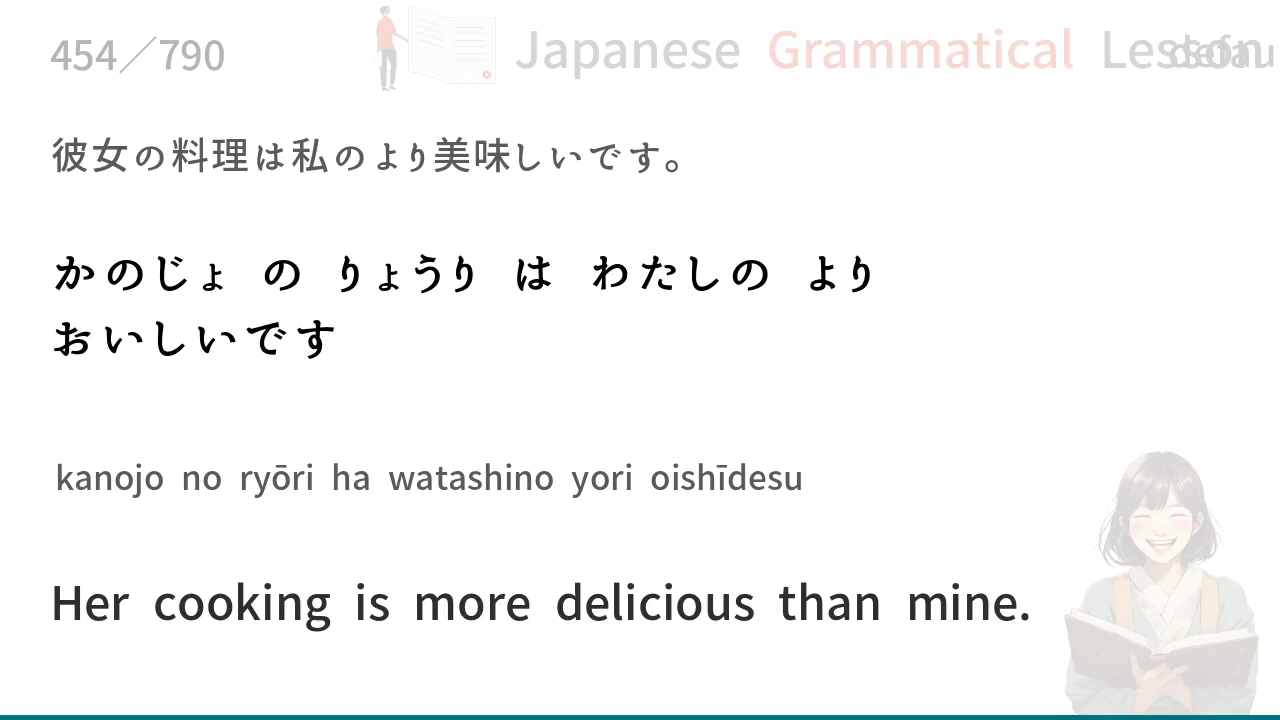 454／790
Japanese Grammatical Lesson
彼女の料理は私のより美味しいです。
かのじょ の りょうり は わたしの より
おいしいです
kanojo no ryōri ha watashino yori oishīdesu
Her cooking is more delicious than mine.